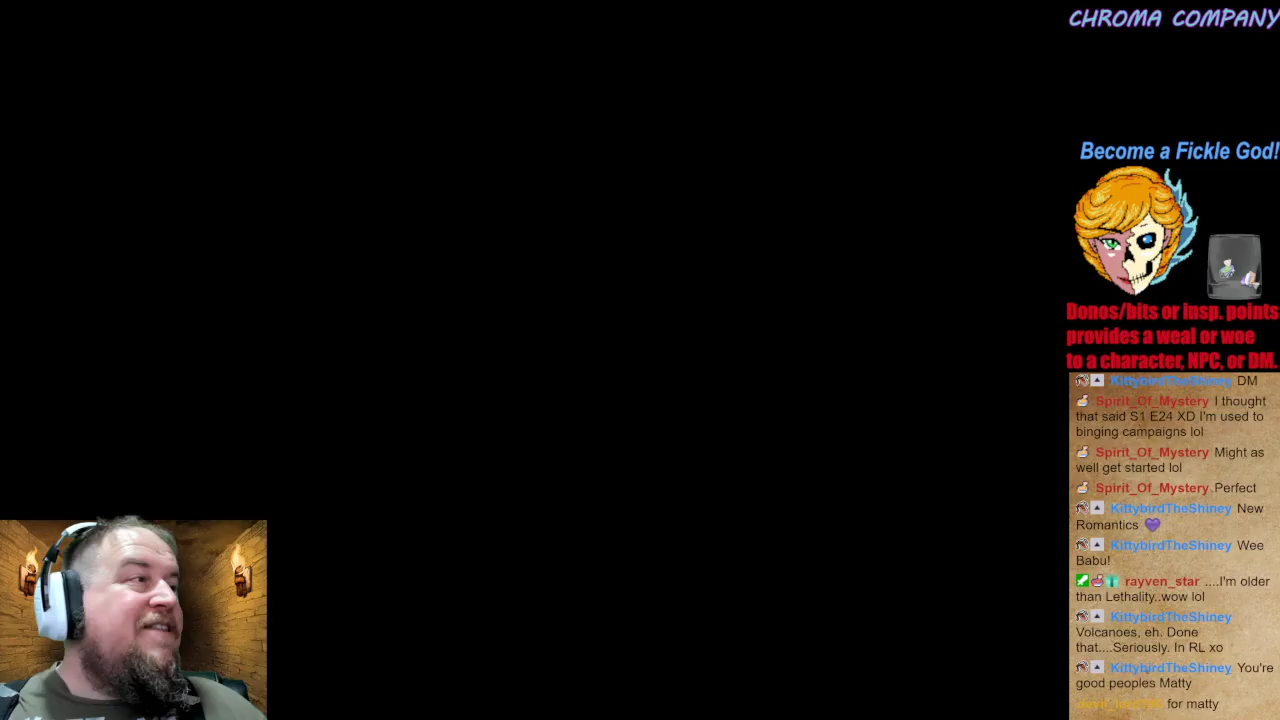 CHROMA COMPANY
Become a Fickle God!
Donos/bits or insp. points
provides a weal or woe
to a character, NPC, or DM.
KittybirdTheShiney DM
Spirit_Of_Mystery I thought
that said S1 E24 XD I'm used to
binging campaigns lol
Spirit_Of_Mystery Might as
well get started lol
Spirit_Of_Mystery Perfect
KittybirdTheShiney New
Romantics 💜
KittybirdTheShiney Wee
Babu!
rayven_star ....I'm older
than Lethality..wow lol
KittybirdTheShiney
Volcanoes, eh. Done
that....Seriously. In RL xo
KittybirdTheShiney You're
good peoples Matty
for matty